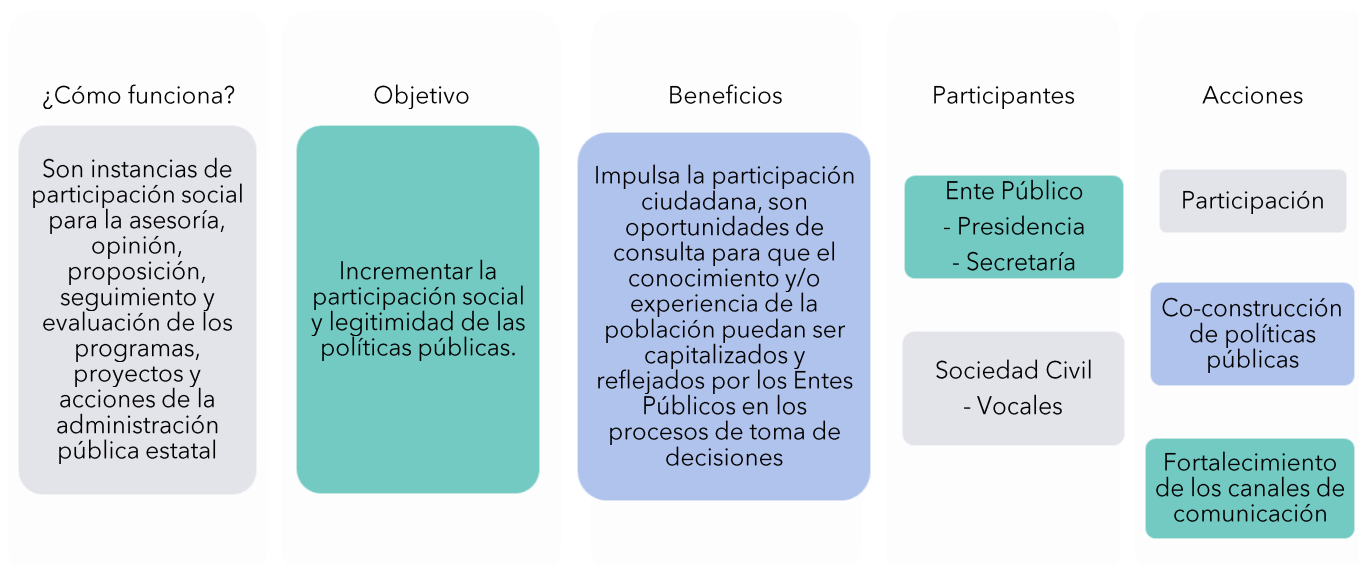 ¿Cómo funciona?
Son instancias de
participación social
para la asesoría,
opinión,
proposición,
seguimiento y
evaluación de los
programas,
proyectos y
acciones de la
administración
pública estatal
Objetivo
Incrementar la
participación social
y legitimidad de las
políticas públicas.
Beneficios
Impulsa la participación
ciudadana, son
oportunidades de
consulta para que el
conocimiento y/o
experiencia de la
población puedan ser
capitalizados y
reflejados por los Entes
Públicos en los
procesos de toma de
decisiones
Participantes
Ente Público
- Presidencia
- Secretaría
Sociedad Civil
- Vocales
Acciones
Participación
Co-construcción
de políticas
públicas
Fortalecimiento
de los canales de
comunicación